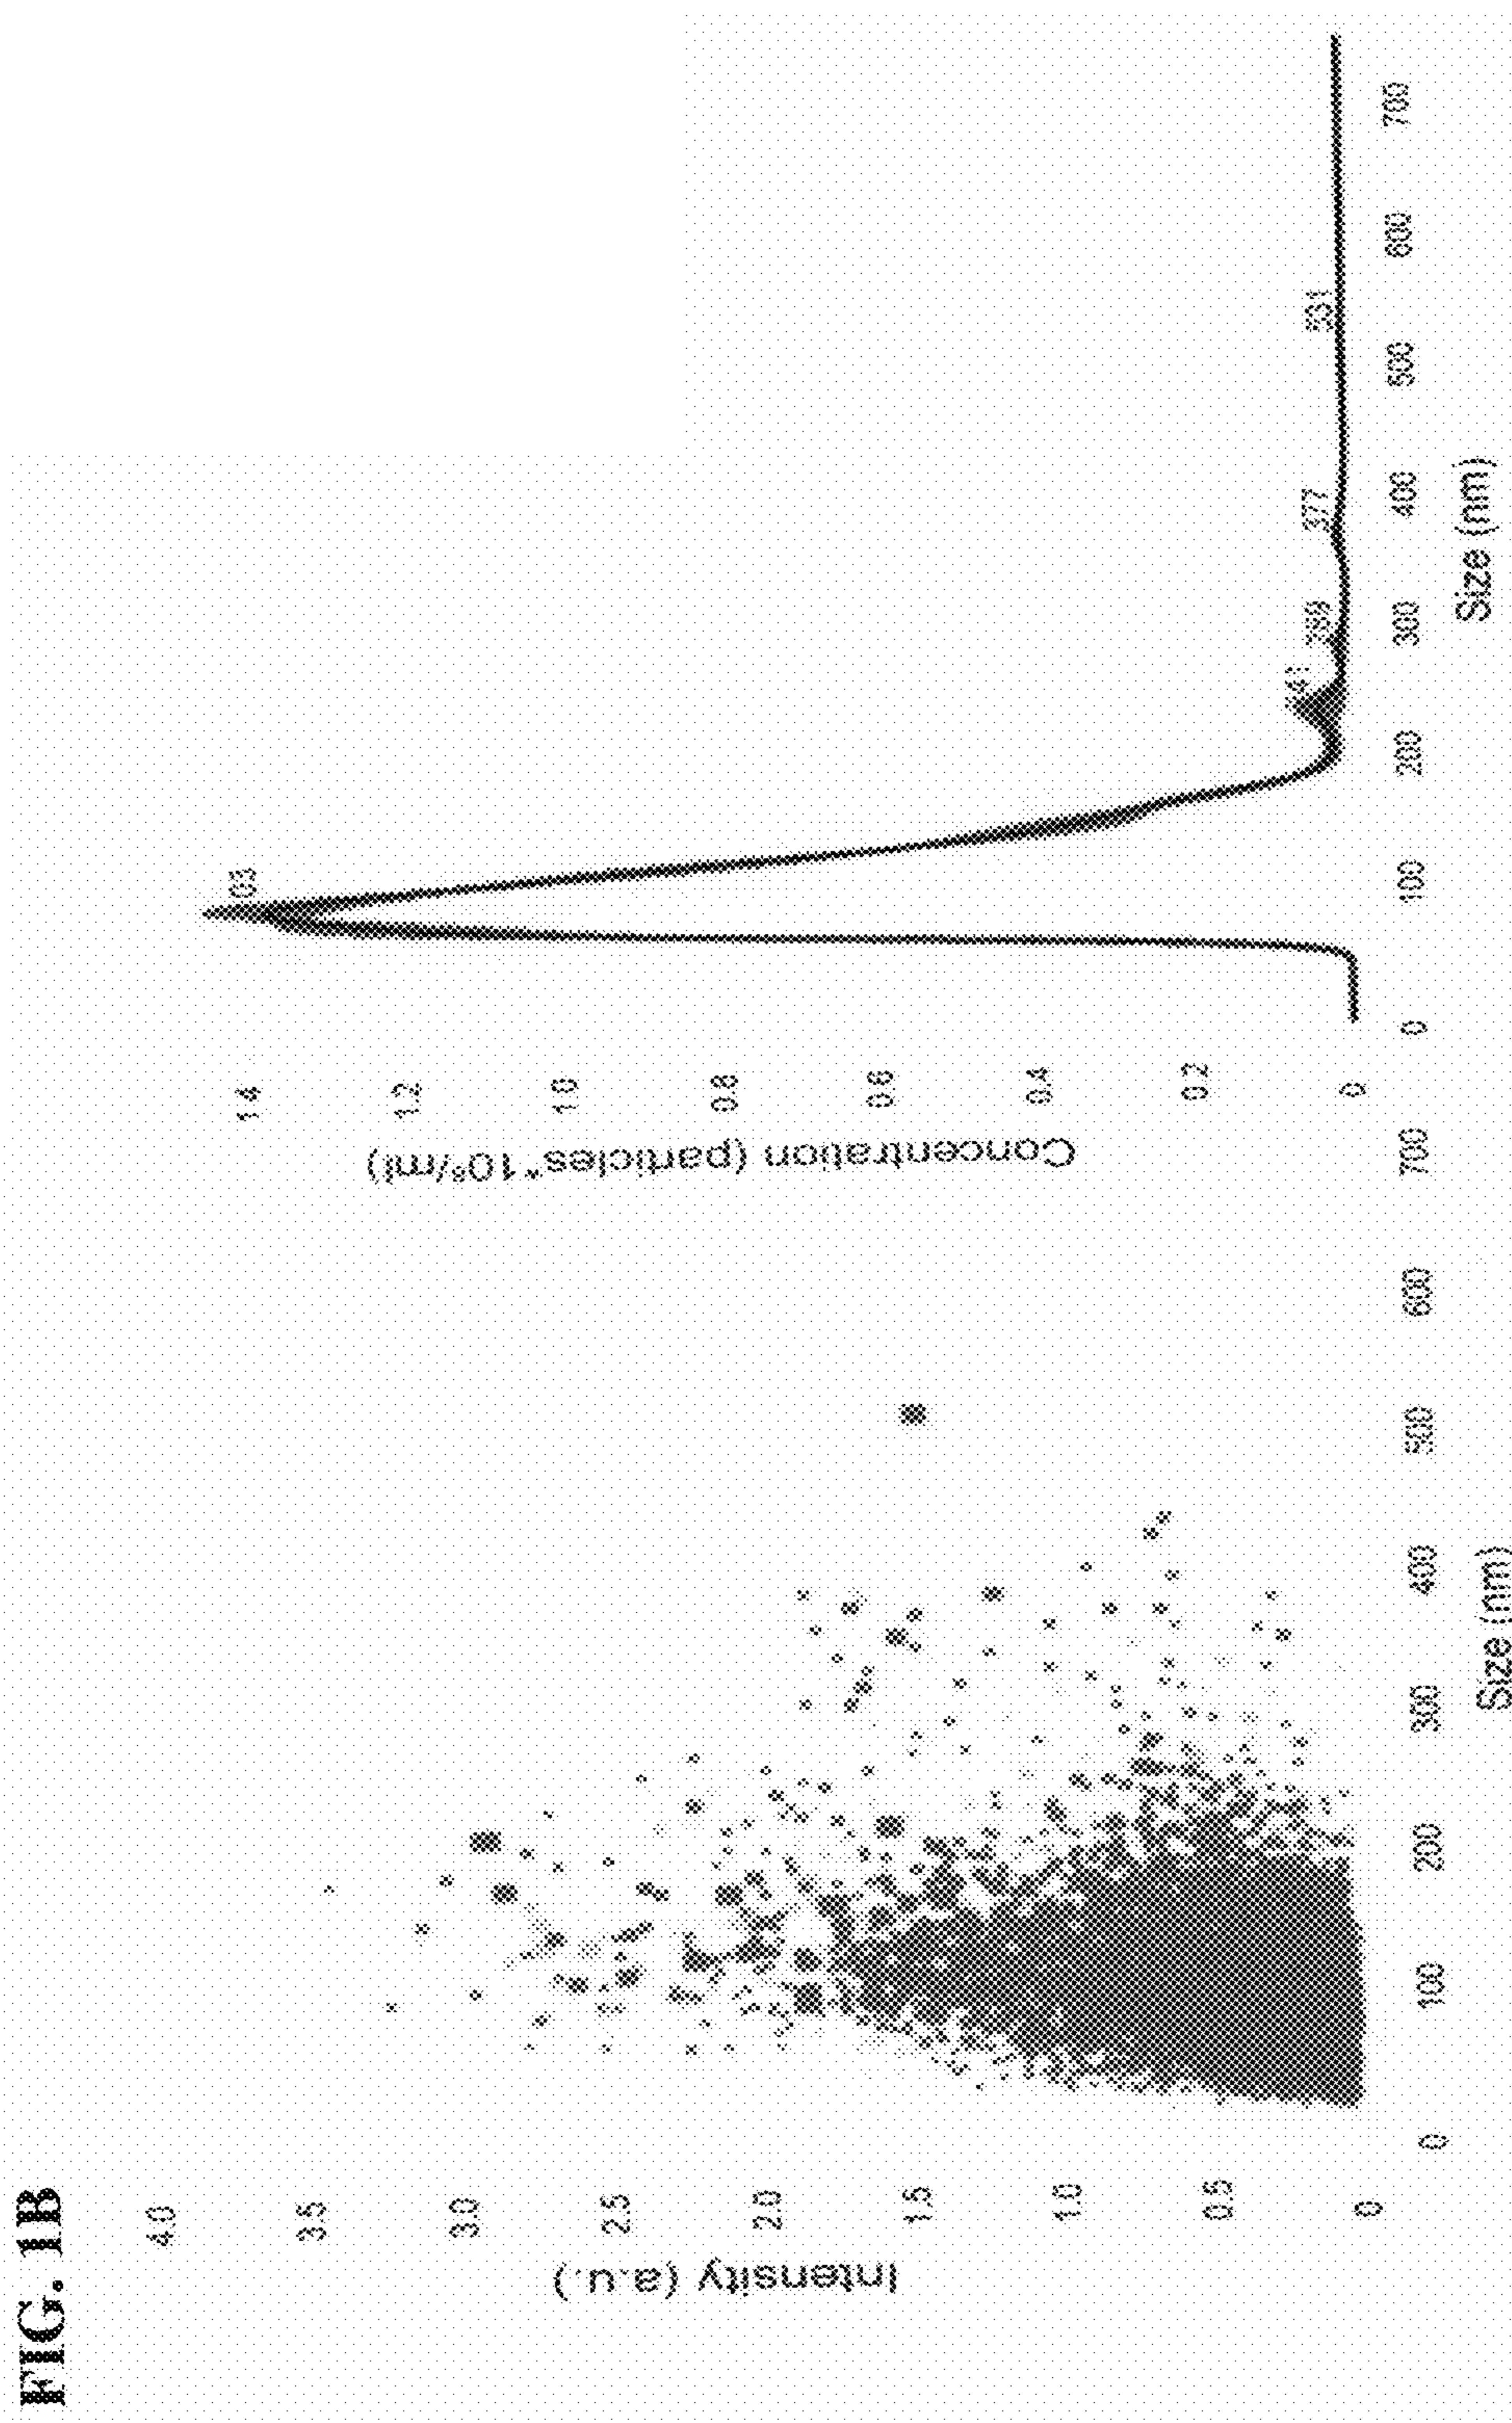 FIG. 1B
Intensity (a.u.)
4.0
3.5
3.0
2.5
2.0
1.5
1.0
0.5
0
0 100 200 300 400 500 600 700
Size (nm)
Concentration (particles*10⁸/ml)
1.4
1.2
1.0
0.8
0.6
0.4
0.2
0
377
531
0 100 200 300 400 500 600 700
Size (nm)